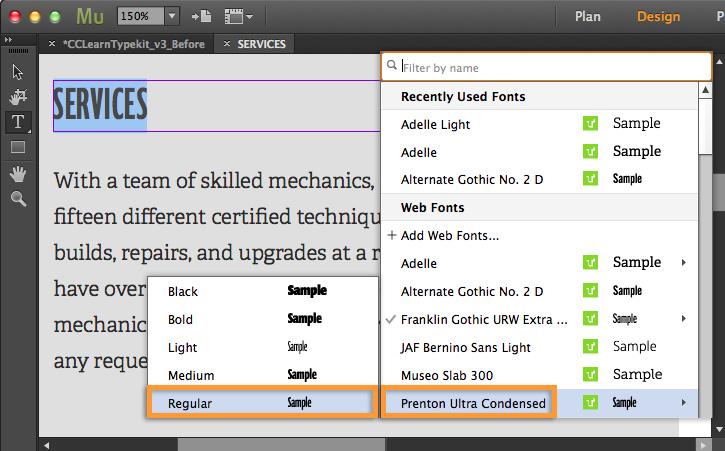 Mu 150% Plan Design P
*CCLearnTypekit_v3_Before × SERVICES
SERVICES
With a team of skilled mechanics,
fifteen different certified techniqu
builds, repairs, and upgrades at a r
have over
mechanic
any reque
Filter by name
Recently Used Fonts
Adelle Light Sample
Adelle Sample
Alternate Gothic No. 2 D Sample
Web Fonts
+ Add Web Fonts...
Adelle Sample
Alternate Gothic No. 2 D Sample
Franklin Gothic URW Extra ... Sample
JAF Bernino Sans Light Sample
Museo Slab 300 Sample
Prenton Ultra Condensed Sample
Black Sample
Bold Sample
Light Sample
Medium Sample
Regular Sample